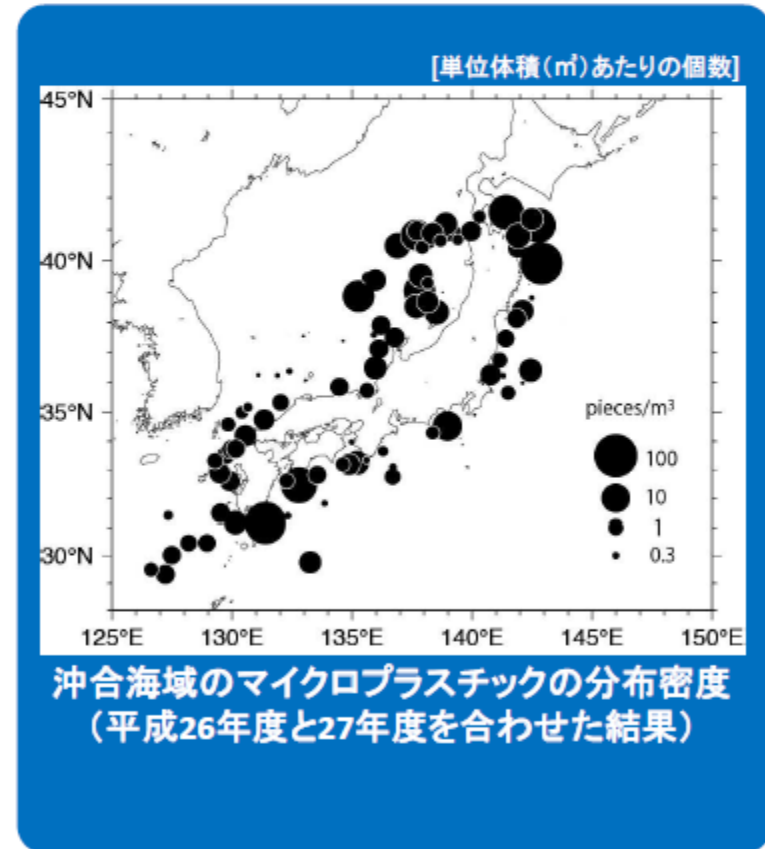 [単位体積(㎥)あたりの個数]
45°N
40°N
35°N
30°N
pieces/m³
100
10
1
0.3
125°E 130°E 135°E 140°E 145°E 150°E
沖合海域のマイクロプラスチックの分布密度
(平成26年度と27年度を合わせた結果)